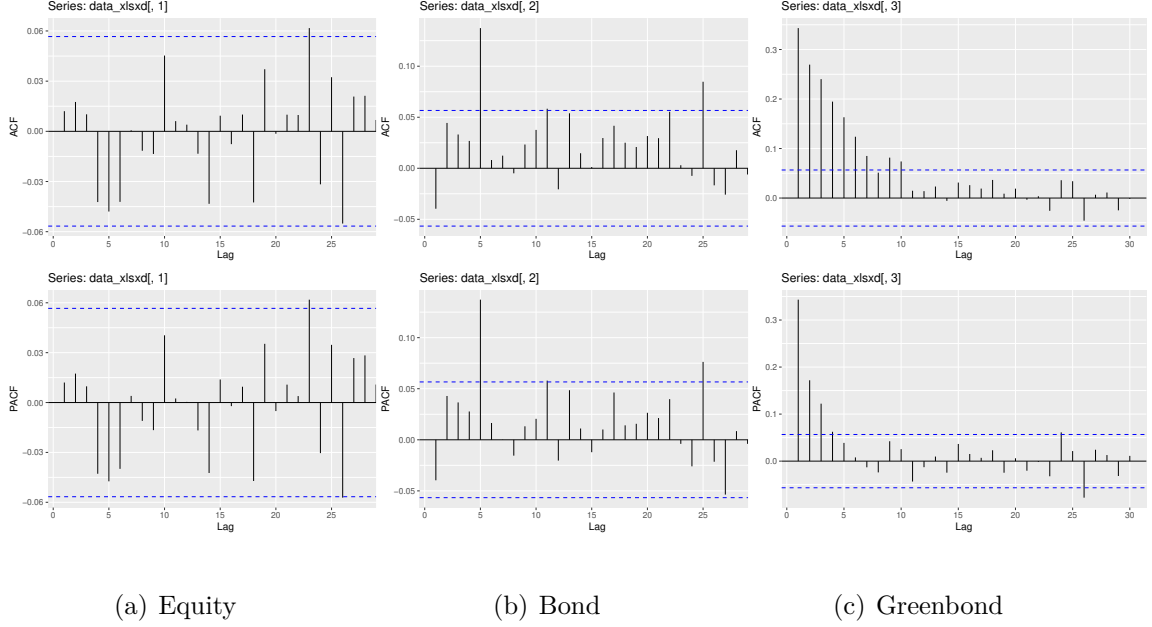 Series: data_xlsxd[, 1]
0.06
0.03
0.00
−0.03
−0.06
ACF
0 5 10 15 20 25
Lag
Series: data_xlsxd[, 2]
0.10
0.05
0.00
−0.05
ACF
0 5 10 15 20 25
Lag
Series: data_xlsxd[, 3]
0.3
0.2
0.1
0.0
ACF
0 5 10 15 20 25 30
Lag
Series: data_xlsxd[, 1]
0.06
0.03
0.00
−0.03
−0.06
PACF
0 5 10 15 20 25
Lag
Series: data_xlsxd[, 2]
0.10
0.05
0.00
−0.05
PACF
0 5 10 15 20 25
Lag
Series: data_xlsxd[, 3]
0.3
0.2
0.1
0.0
PACF
0 5 10 15 20 25 30
Lag
(a) Equity
(b) Bond
(c) Greenbond